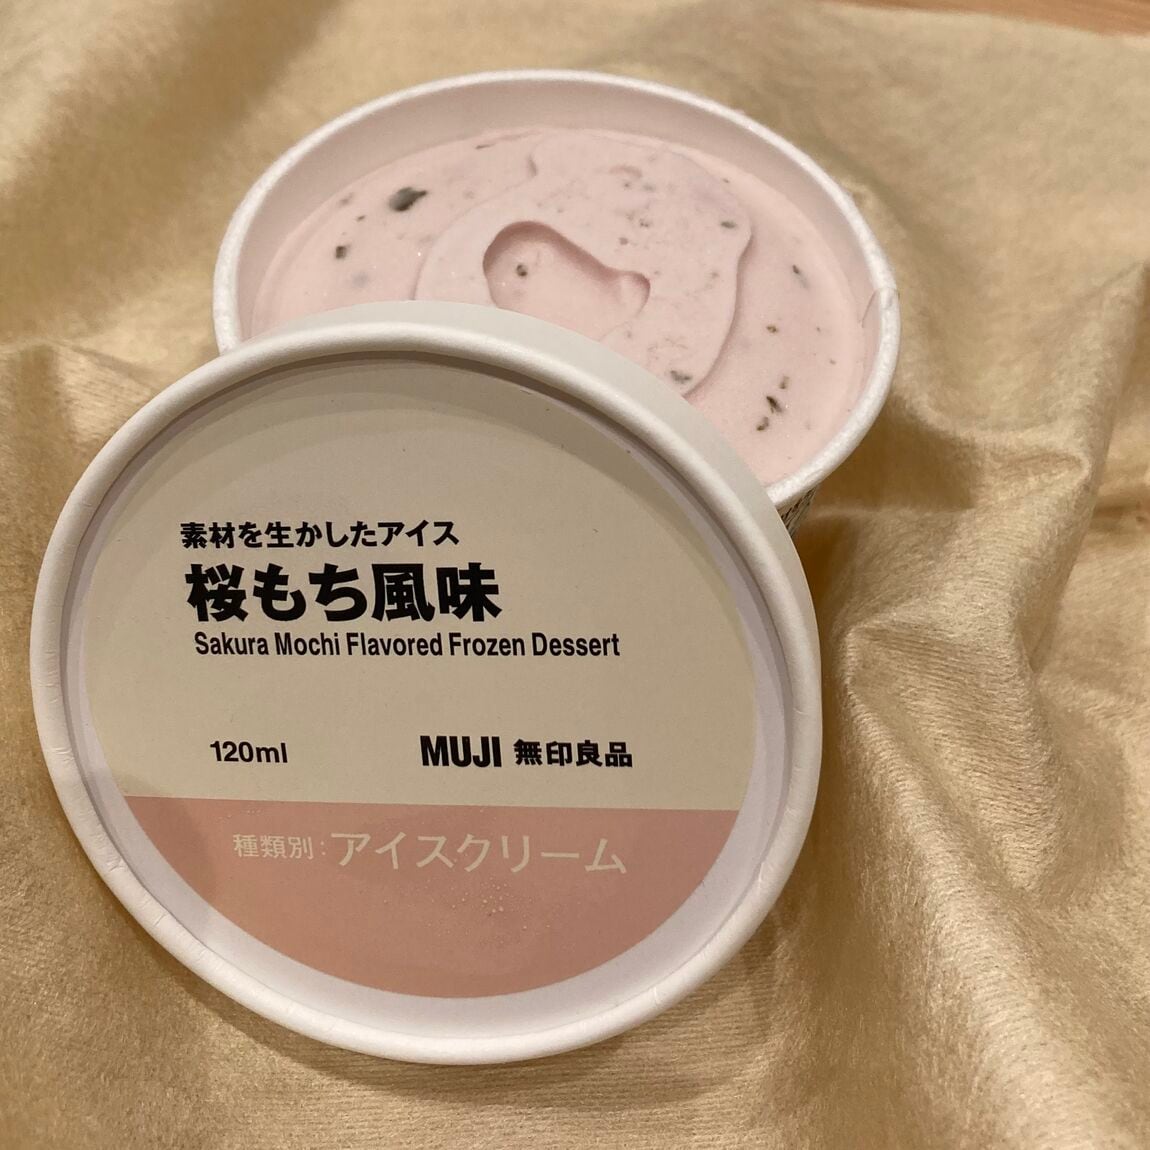 素材を生かしたアイス
桜もち風味
Sakura Mochi Flavored Frozen Dessert
120ml MUJI 無印良品
種類別:アイスクリーム